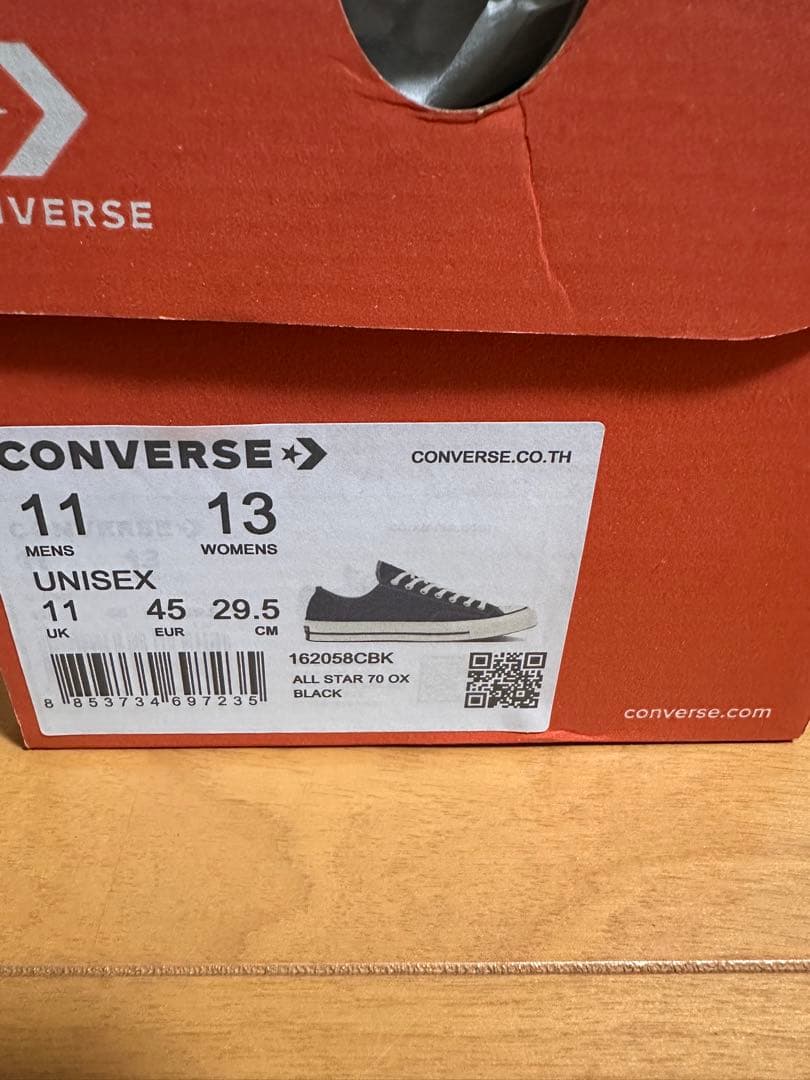 VERSE
CONVERSE
CONVERSE.CO.TH
11 13
MENS WOMENS
UNISEX
11 45 29.5
UK EUR CM
162058CBK
ALL STAR 70 OX
BLACK
8 853734 697235
converse.com